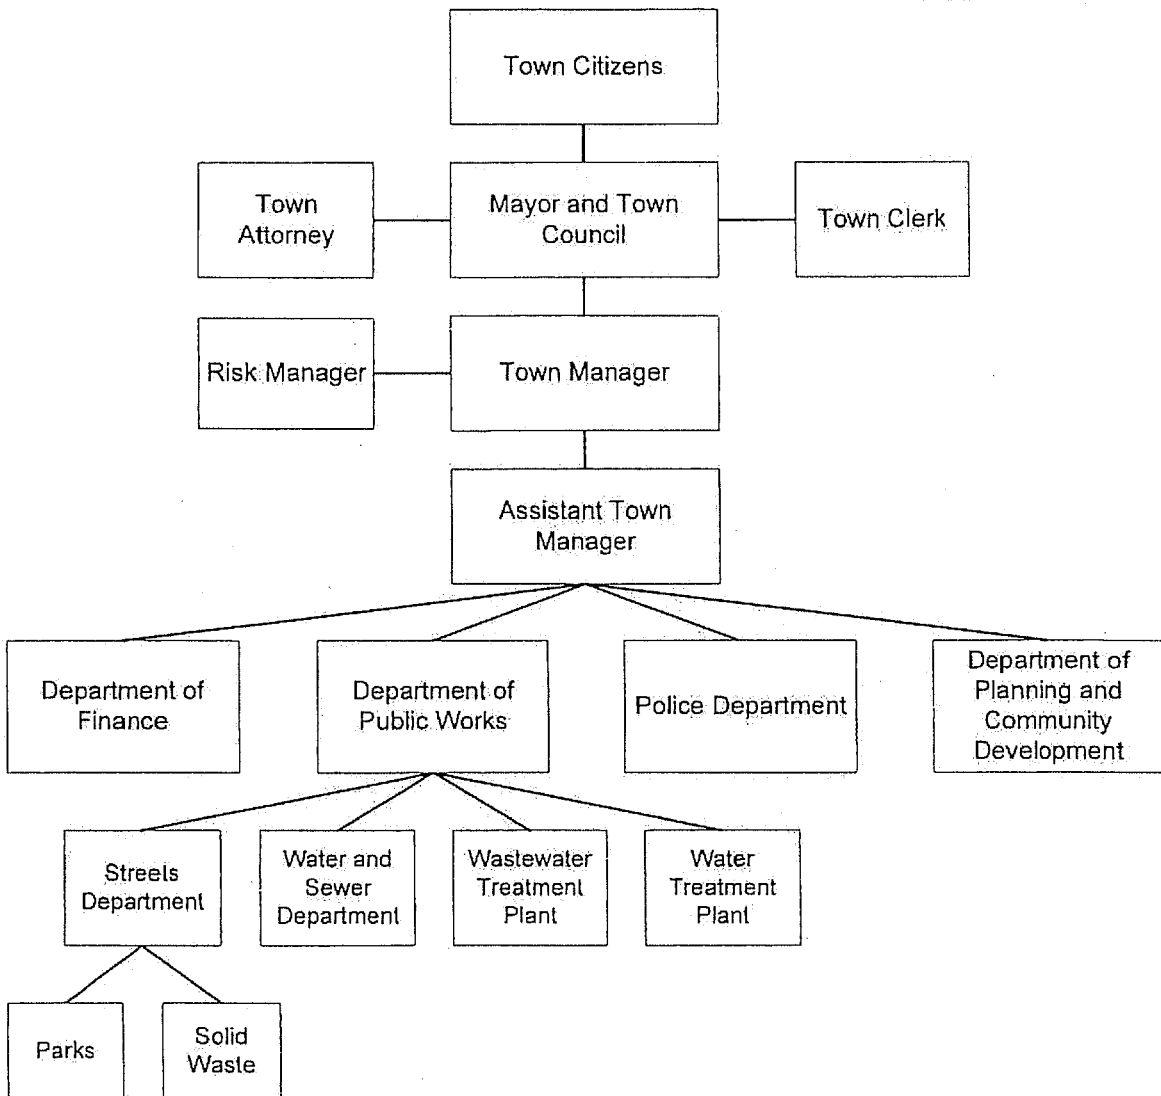 Town Citizens
Town
Attorney
Mayor and Town
Council
Town Clerk
Risk Manager
Town Manager
Assistant Town
Manager
Department of
Finance
Department of
Public Works
Police Department
Department of
Planning and
Community
Development
Streels
Department
Water and
Sewer
Department
Wastewater
Treatment
Plant
Water
Treatment
Plant
Parks
Solid
Waste